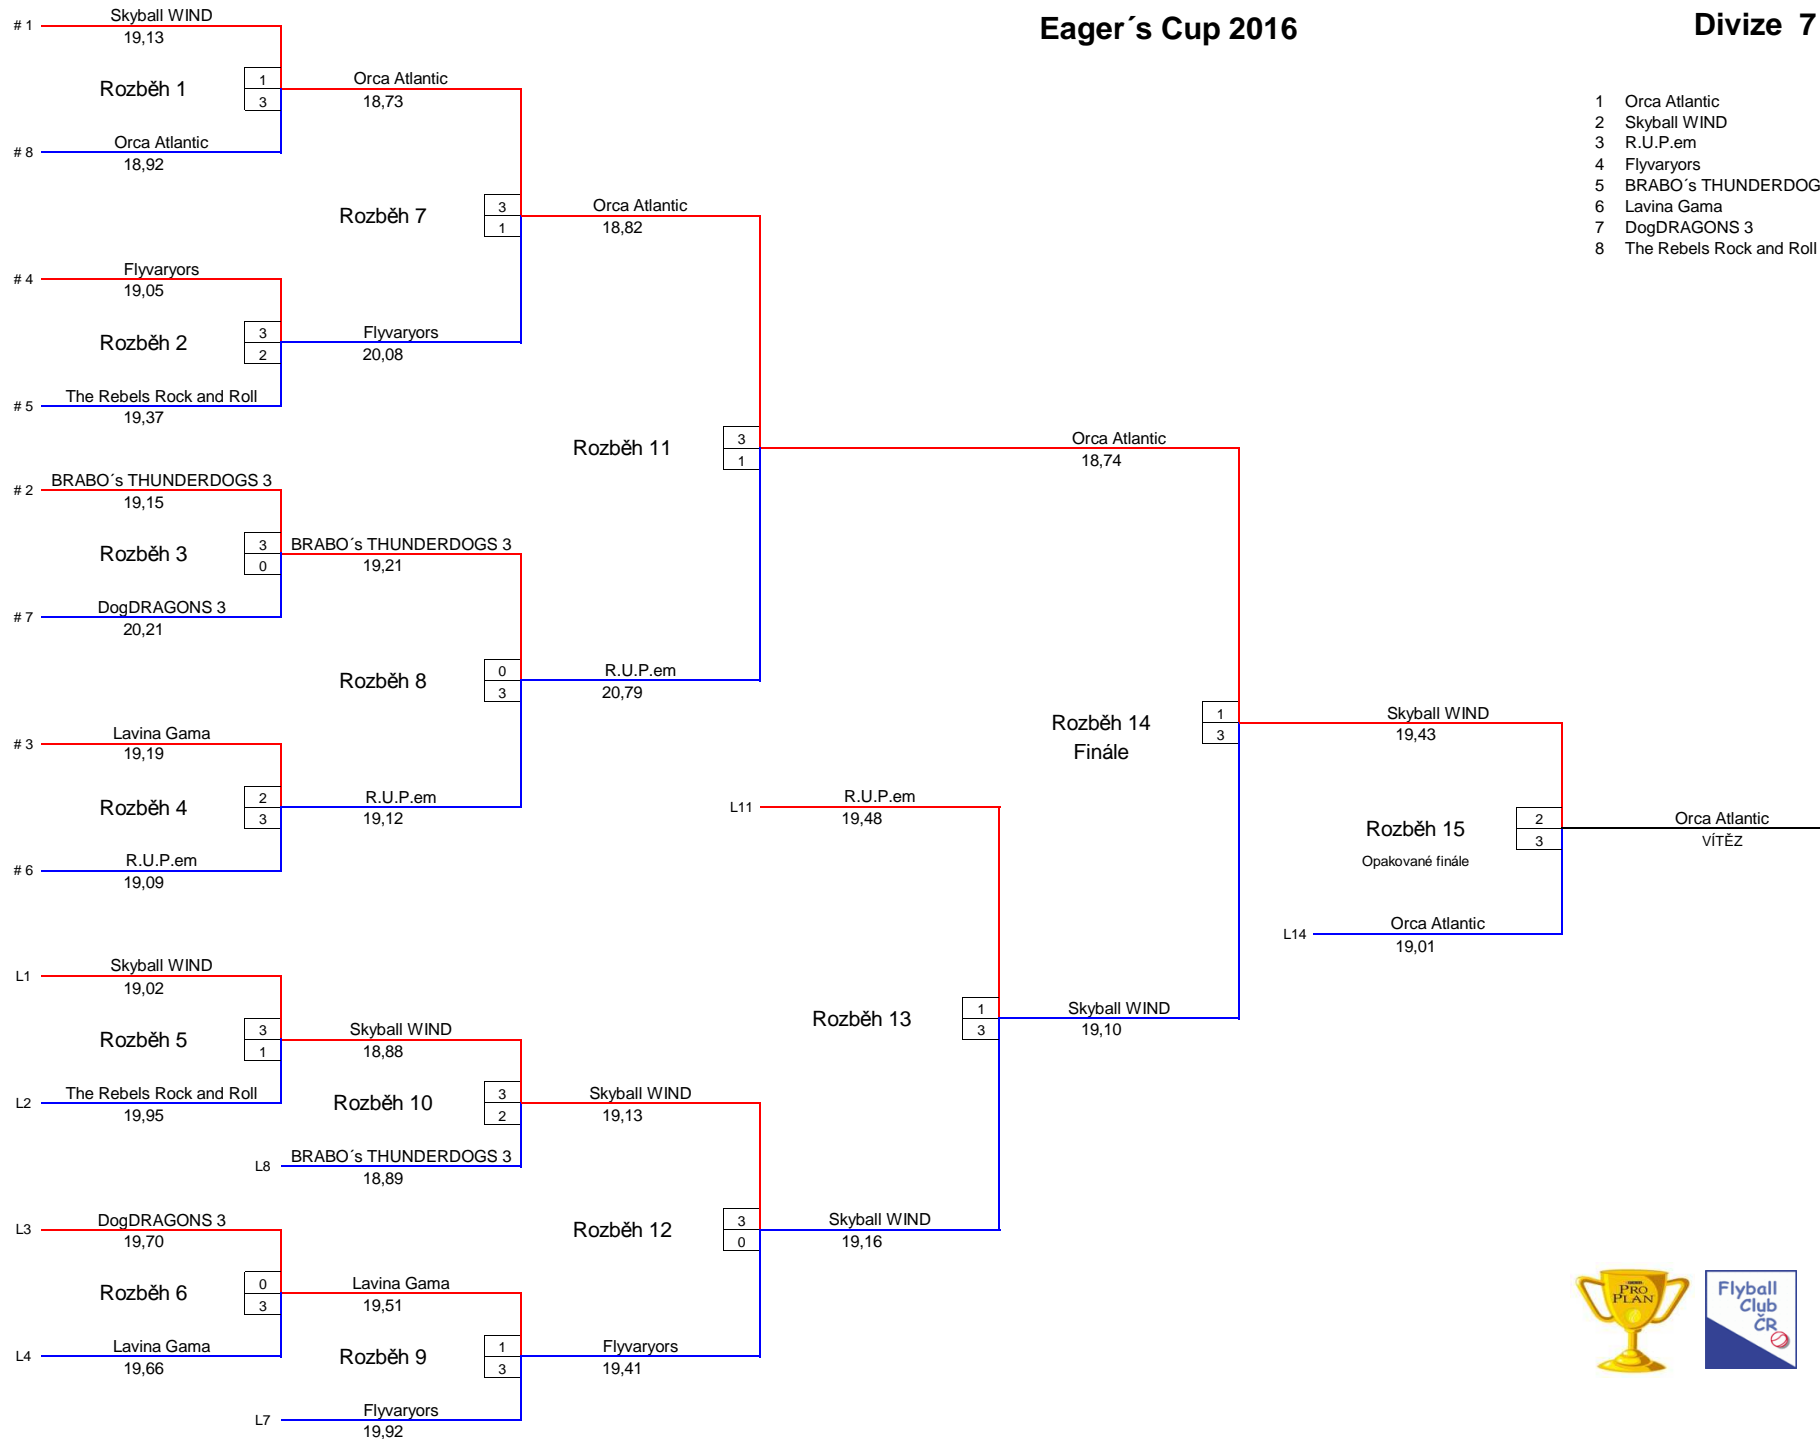 Eager´s Cup 2016
Divize 7
1 Orca Atlantic
2 Skyball WIND
3 R.U.P.em
4 Flyvaryors
5 BRABO´s THUNDERDOG
6 Lavina Gama
7 DogDRAGONS 3
8 The Rebels Rock and Roll
# 1 Skyball WIND
19,13
Rozběh 1
1
3
# 8 Orca Atlantic
18,92
Orca Atlantic
18,73
Rozběh 7
3
1
# 4 Flyvaryors
19,05
Rozběh 2
3
2
# 5 The Rebels Rock and Roll
19,37
Flyvaryors
20,08
Orca Atlantic
18,82
Rozběh 11
3
1
# 2 BRABO´s THUNDERDOGS 3
19,15
Rozběh 3
3
0
# 7 DogDRAGONS 3
20,21
BRABO´s THUNDERDOGS 3
19,21
Rozběh 8
0
3
# 3 Lavina Gama
19,19
Rozběh 4
2
3
# 6 R.U.P.em
19,09
R.U.P.em
19,12
R.U.P.em
20,79
Orca Atlantic
18,74
Rozběh 14
Finále
1
3
L11 R.U.P.em
19,48
Rozběh 13
1
3
Skyball WIND
19,10
Skyball WIND
19,43
Rozběh 15
Opakované finále
2
3
L14 Orca Atlantic
19,01
Orca Atlantic
VÍTĚZ
L1 Skyball WIND
19,02
Rozběh 5
3
1
L2 The Rebels Rock and Roll
19,95
Skyball WIND
18,88
Rozběh 10
3
2
L8 BRABO´s THUNDERDOGS 3
18,89
Skyball WIND
19,13
Rozběh 12
3
0
Skyball WIND
19,16
L3 DogDRAGONS 3
19,70
Rozběh 6
0
3
L4 Lavina Gama
19,66
Lavina Gama
19,51
Rozběh 9
1
3
L7 Flyvaryors
19,92
Flyvaryors
19,41
PRO
PLAN
Flyball
Club
ČR